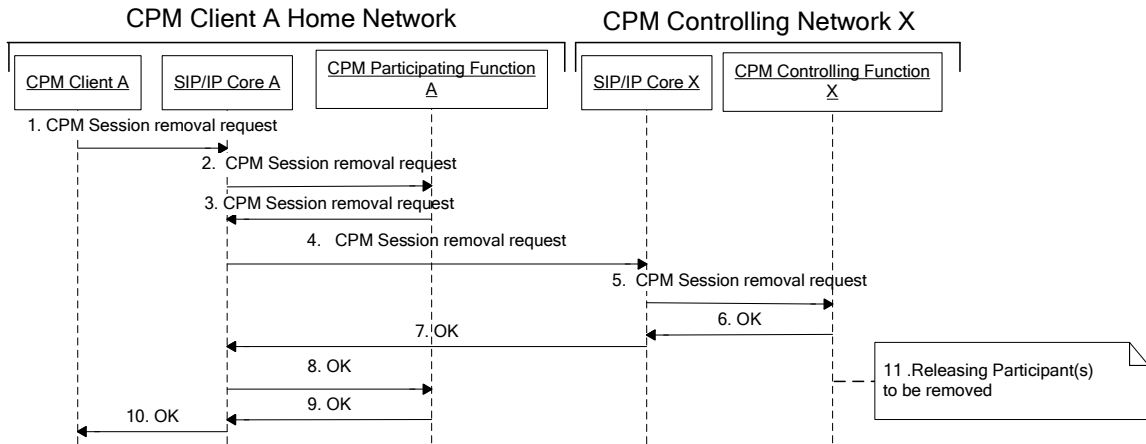 CPM Client A Home Network
CPM Controlling Network X
CPM Client A
SIP/IP Core A
CPM Participating Function
A
SIP/IP Core X
CPM Controlling Function
X
1. CPM Session removal request
2. CPM Session removal request
3. CPM Session removal request
4. CPM Session removal request
5. CPM Session removal request
6. OK
7. OK
8. OK
9. OK
10. OK
11 .Releasing Participant(s)
to be removed